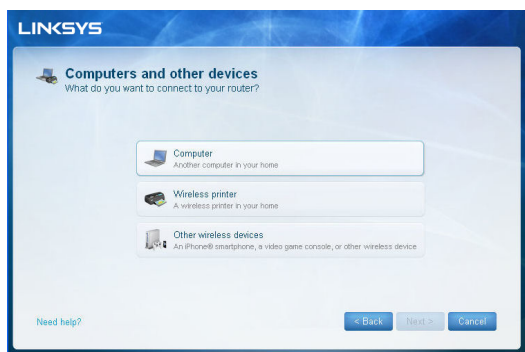 LINKSYS
Computers and other devices
What do you want to connect to your router?
Computer
Another computer in your home
Wireless printer
A wireless printer in your home
Other wireless devices
An iPhone® smartphone, a video game console, or other wireless device
Need help?
< Back
Next >
Cancel